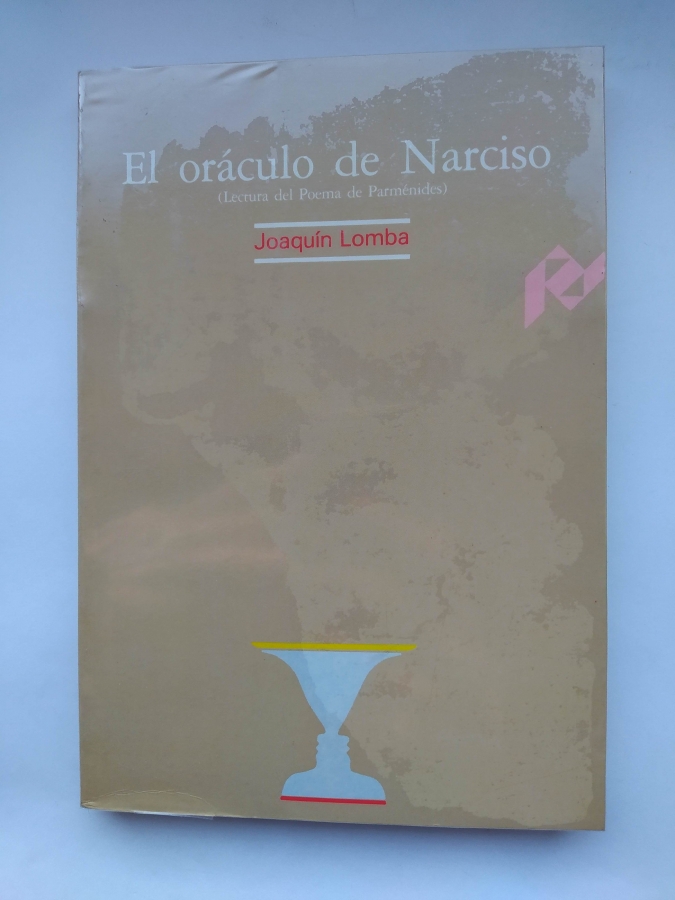 El oráculo de Narciso
(Lectura del Poema de Parménides)
Joaquín Lomba